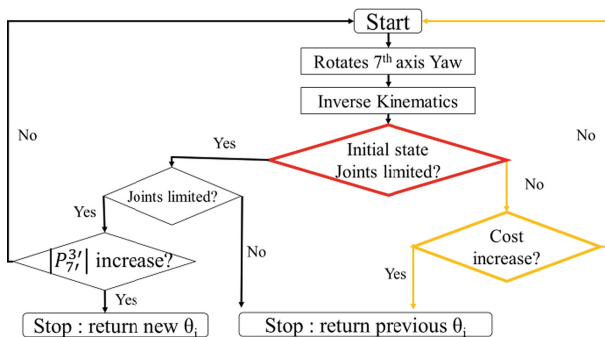 Start
Rotates 7th axis Yaw
Inverse Kinematics
No
Yes
Initial state
Joints limited?
No
No
Joints limited?
Yes
No
Cost
increase?
|P₇′³′| increase?
Yes
Yes
Stop : return new θᵢ
Stop : return previous θᵢ